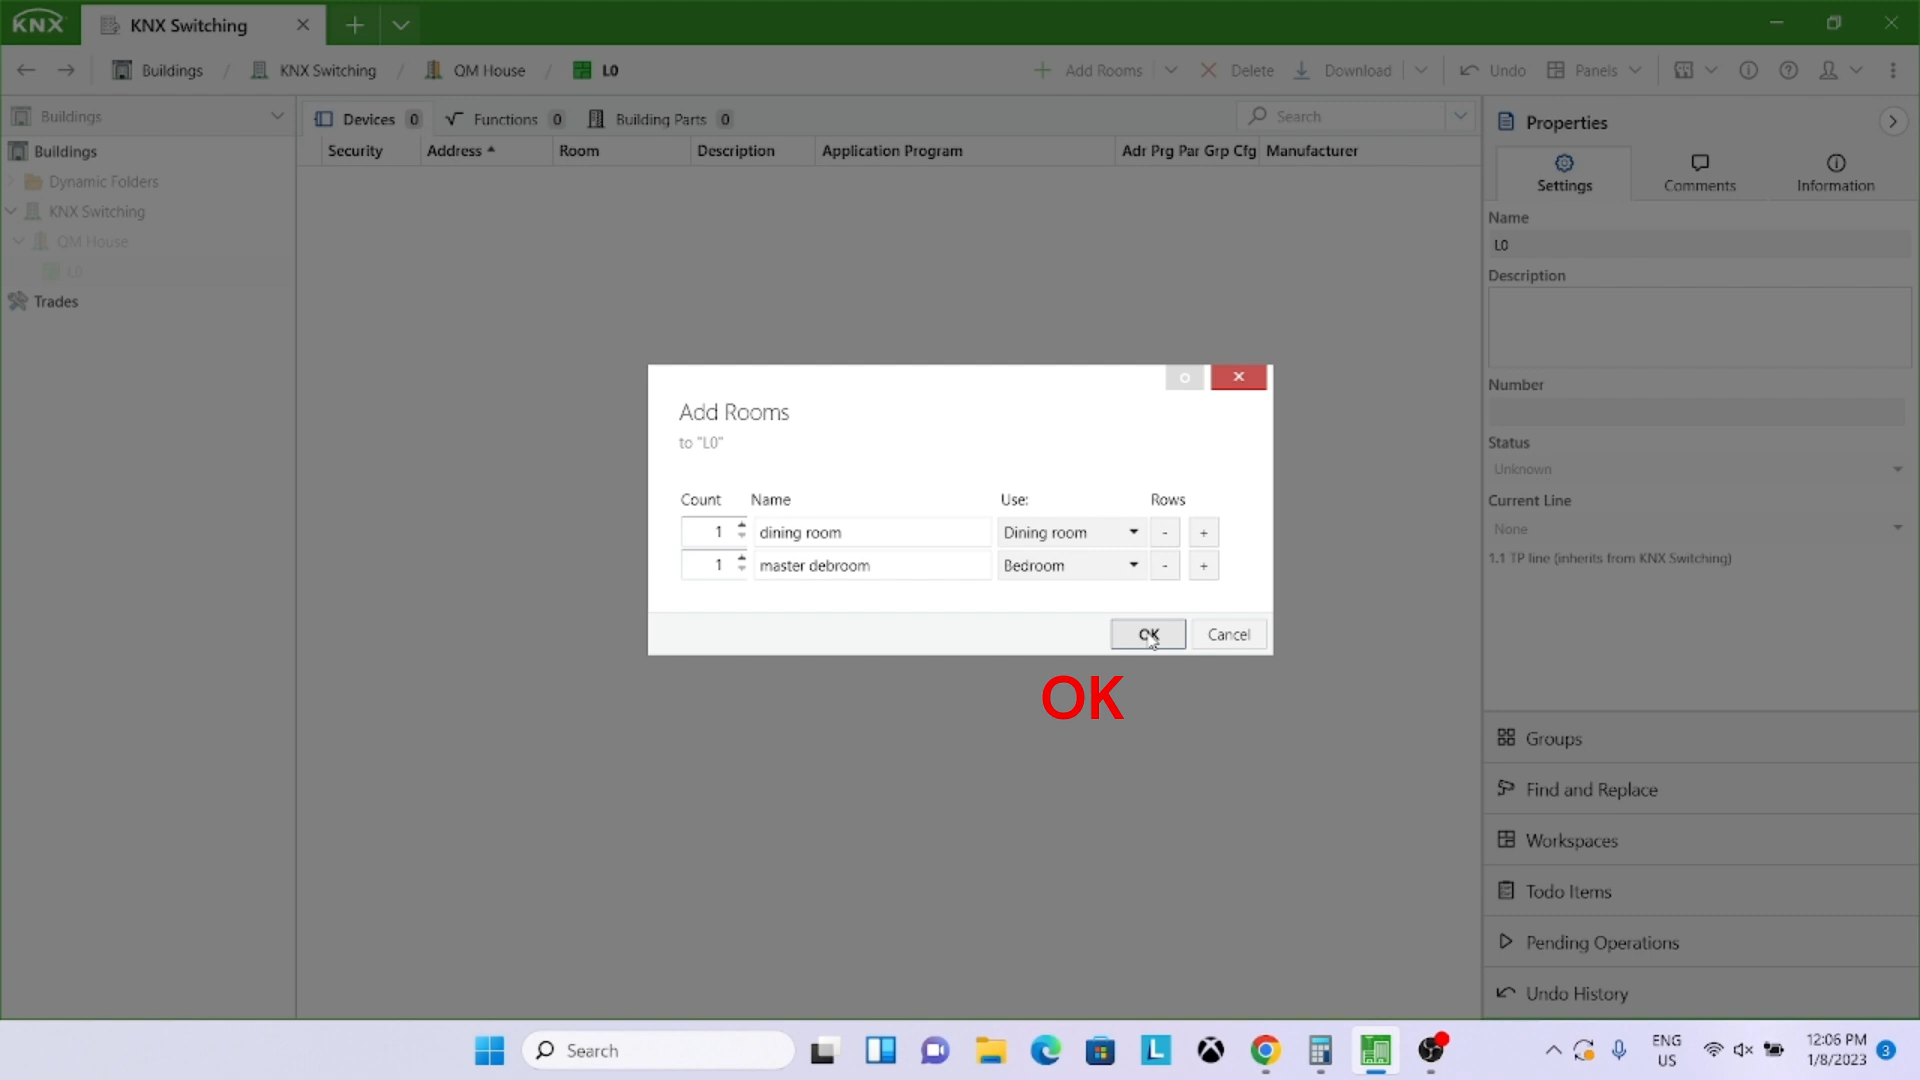 KNX KNX Switching
Buildings / KNX Switching / QM House / L0 Add Rooms Delete Download Undo Panels
Buildings
Buildings
Dynamic Folders
KNX Switching
QM House
L0
Trades
Devices 0 Functions 0 Building Parts 0 Search
Security Address Room Description Application Program Adr Prg Par Grp Cfg Manufacturer
Properties
Settings Comments Information
Name
L0
Description
Number
Status
Unknown
Current Line
None
1.1 TP line (inherits from KNX Switching)
Groups
Find and Replace
Workspaces
Todo Items
Pending Operations
Undo History
Add Rooms
to "L0"
Count Name Use: Rows
1 dining room Dining room - +
1 master debroom Bedroom - +
OK Cancel
OK
Search
L
ENG
US
12:06 PM
1/8/2023
3